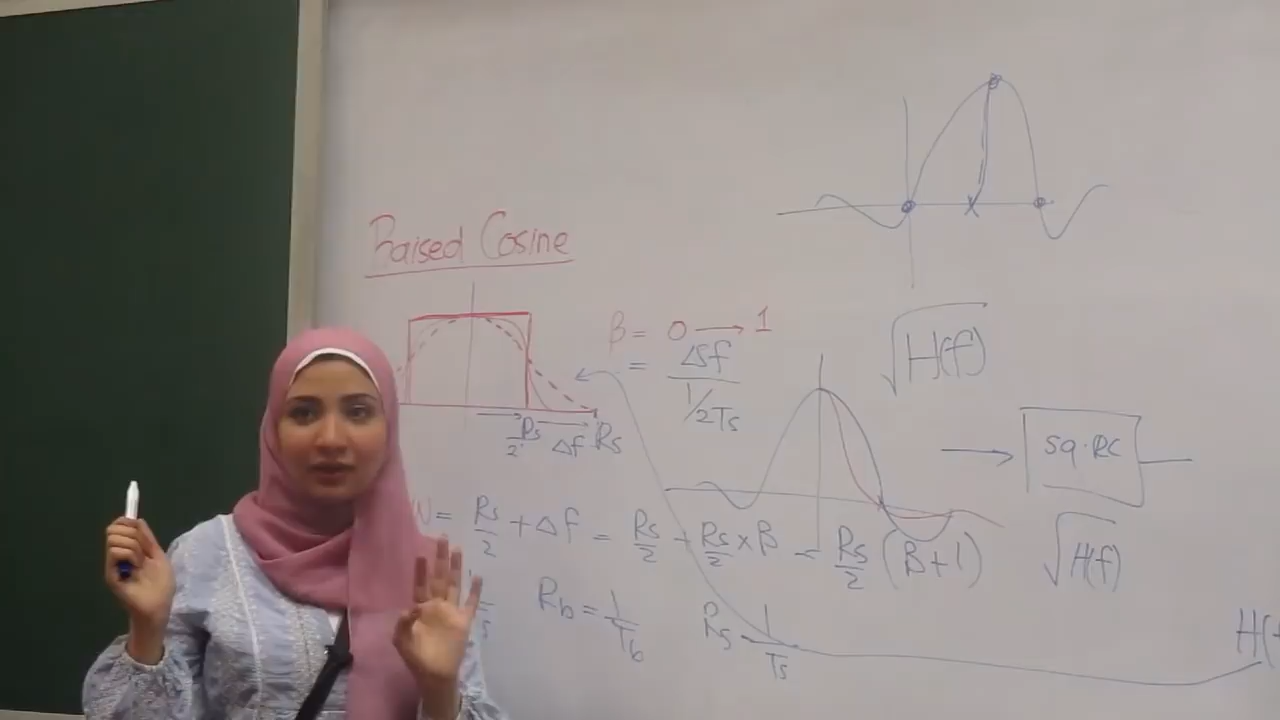 Raised Cosine
β = 0 → 1
= Δf / 1/2Ts
√H(f)
Rs/2 Δf Rs
sq.RC
W = Rs/2 + Δf = Rs/2 + Rs/2 × β = Rs/2 (β+1)
√H(f)
Rb = 1/Tb Rs = 1/Ts